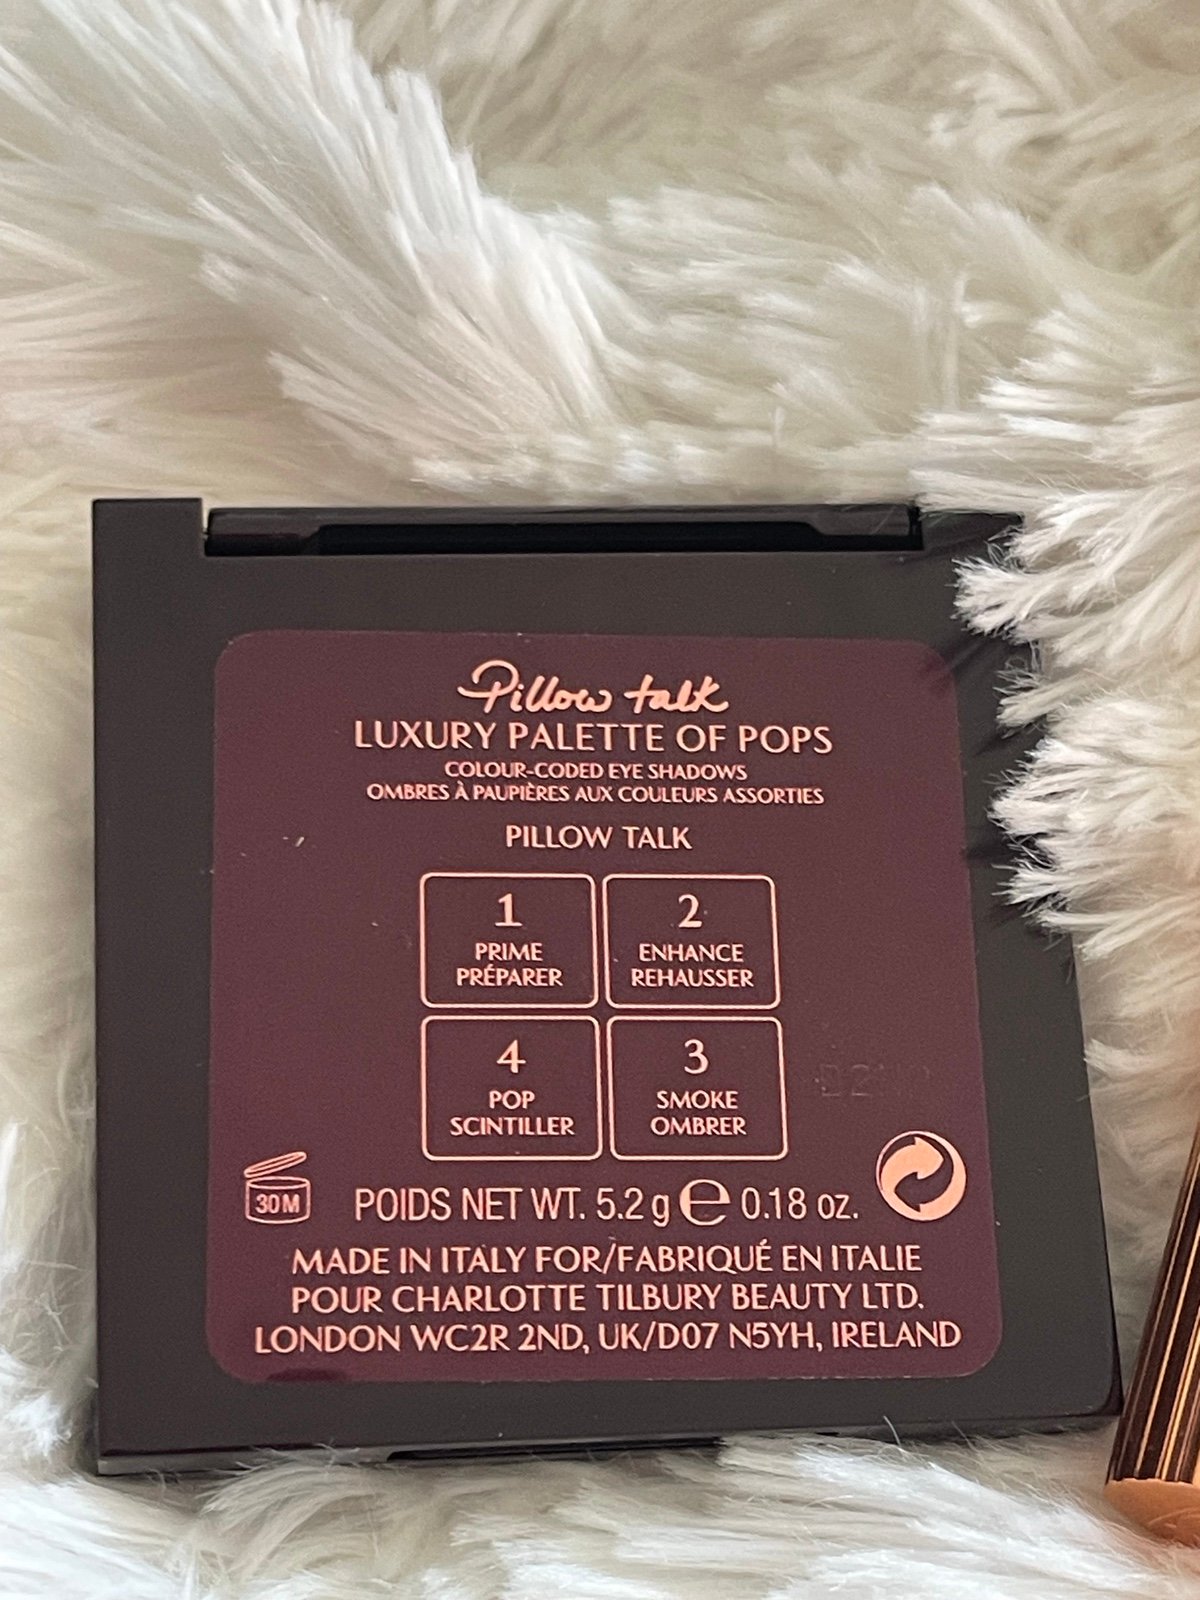 Pillow talk
LUXURY PALETTE OF POPS
COLOUR-CODED EYE SHADOWS
OMBRES À PAUPIÈRES AUX COULEURS ASSORTIES
PILLOW TALK
1
PRIME
PRÉPARER
2
ENHANCE
REHAUSSER
4
POP
SCINTILLER
3
SMOKE
OMBRER
30M
POIDS NET WT. 5.2 g e 0.18 oz.
MADE IN ITALY FOR/FABRIQUÉ EN ITALIE
POUR CHARLOTTE TILBURY BEAUTY LTD.
LONDON WC2R 2ND, UK/D07 N5YH, IRELAND